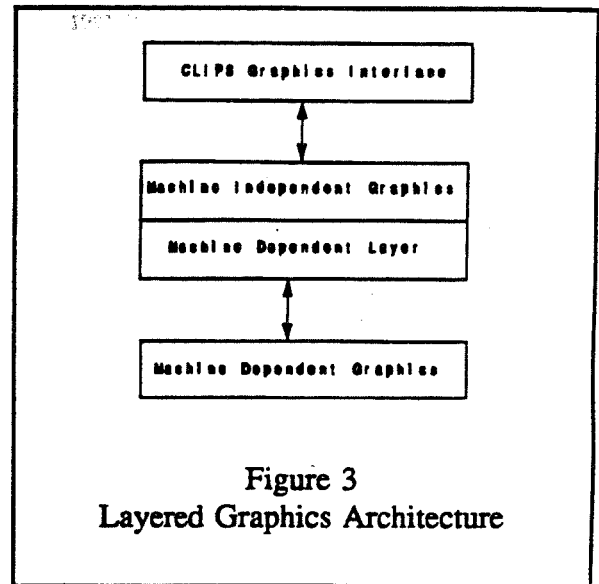 CLIPS Graphics Interface
Machine Independent Graphics
Machine Dependent Layer
Machine Dependent Graphics
Figure 3
Layered Graphics Architecture